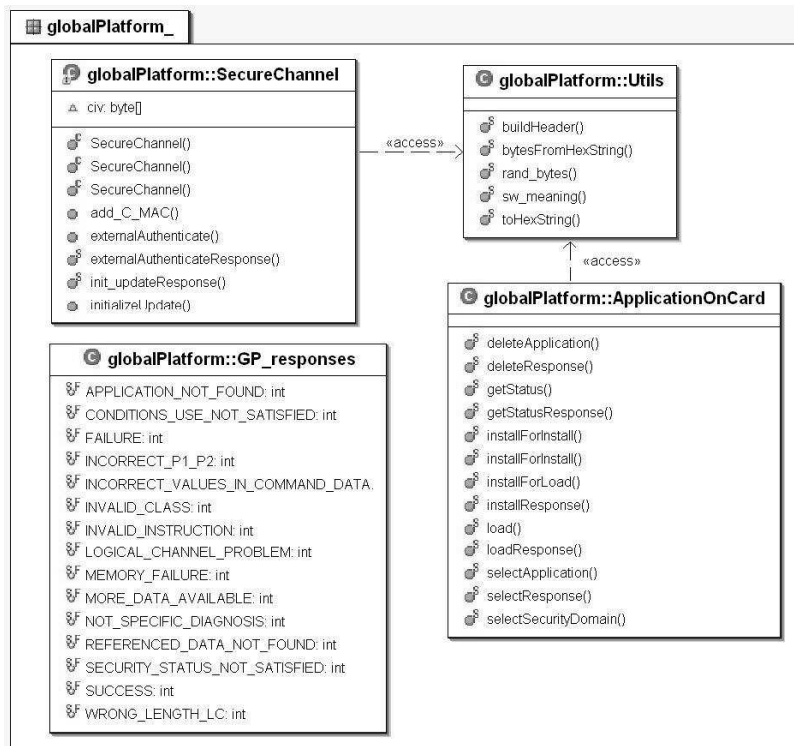 globalPlatform_
globalPlatform::SecureChannel
civ: byte[]
SecureChannel()
SecureChannel()
SecureChannel()
add_C_MAC()
externalAuthenticate()
externalAuthenticateResponse()
init_updateResponse()
initializeUpdate()
«access»
globalPlatform::Utils
buildHeader()
bytesFromHexString()
rand_bytes()
sw_meaning()
toHexString()
«access»
globalPlatform::ApplicationOnCard
deleteApplication()
deleteResponse()
getStatus()
getStatusResponse()
installForInstall()
installForInstall()
installForLoad()
installResponse()
load()
loadResponse()
selectApplication()
selectResponse()
selectSecurityDomain()
globalPlatform::GP_responses
APPLICATION_NOT_FOUND: int
CONDITIONS_USE_NOT_SATISFIED: int
FAILURE: int
INCORRECT_P1_P2: int
INCORRECT_VALUES_IN_COMMAND_DATA.
INVALID_CLASS: int
INVALID_INSTRUCTION: int
LOGICAL_CHANNEL_PROBLEM: int
MEMORY_FAILURE: int
MORE_DATA_AVAILABLE: int
NOT_SPECIFIC_DIAGNOSIS: int
REFERENCED_DATA_NOT_FOUND: int
SECURITY_STATUS_NOT_SATISFIED: int
SUCCESS: int
WRONG_LENGTH_LC: int